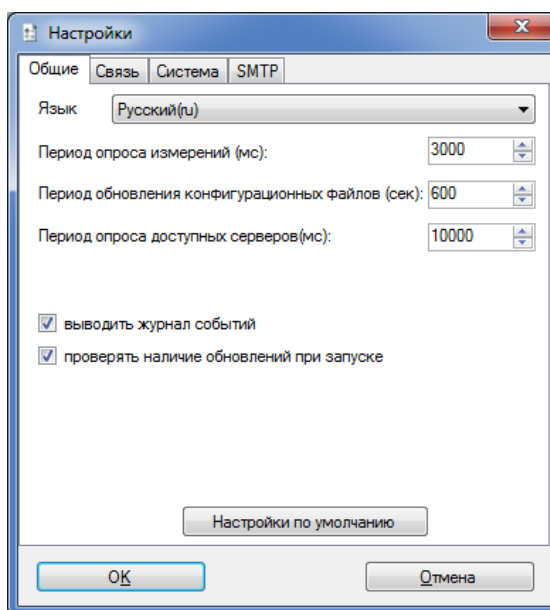 Настройки
Общие Связь Система SMTP
Язык Русский(ru)
Период опроса измерений (мс): 3000
Период обновления конфигурационных файлов (сек): 600
Период опроса доступных серверов(мс): 10000
выводить журнал событий
проверять наличие обновлений при запуске
Настройки по умолчанию
OK Отмена